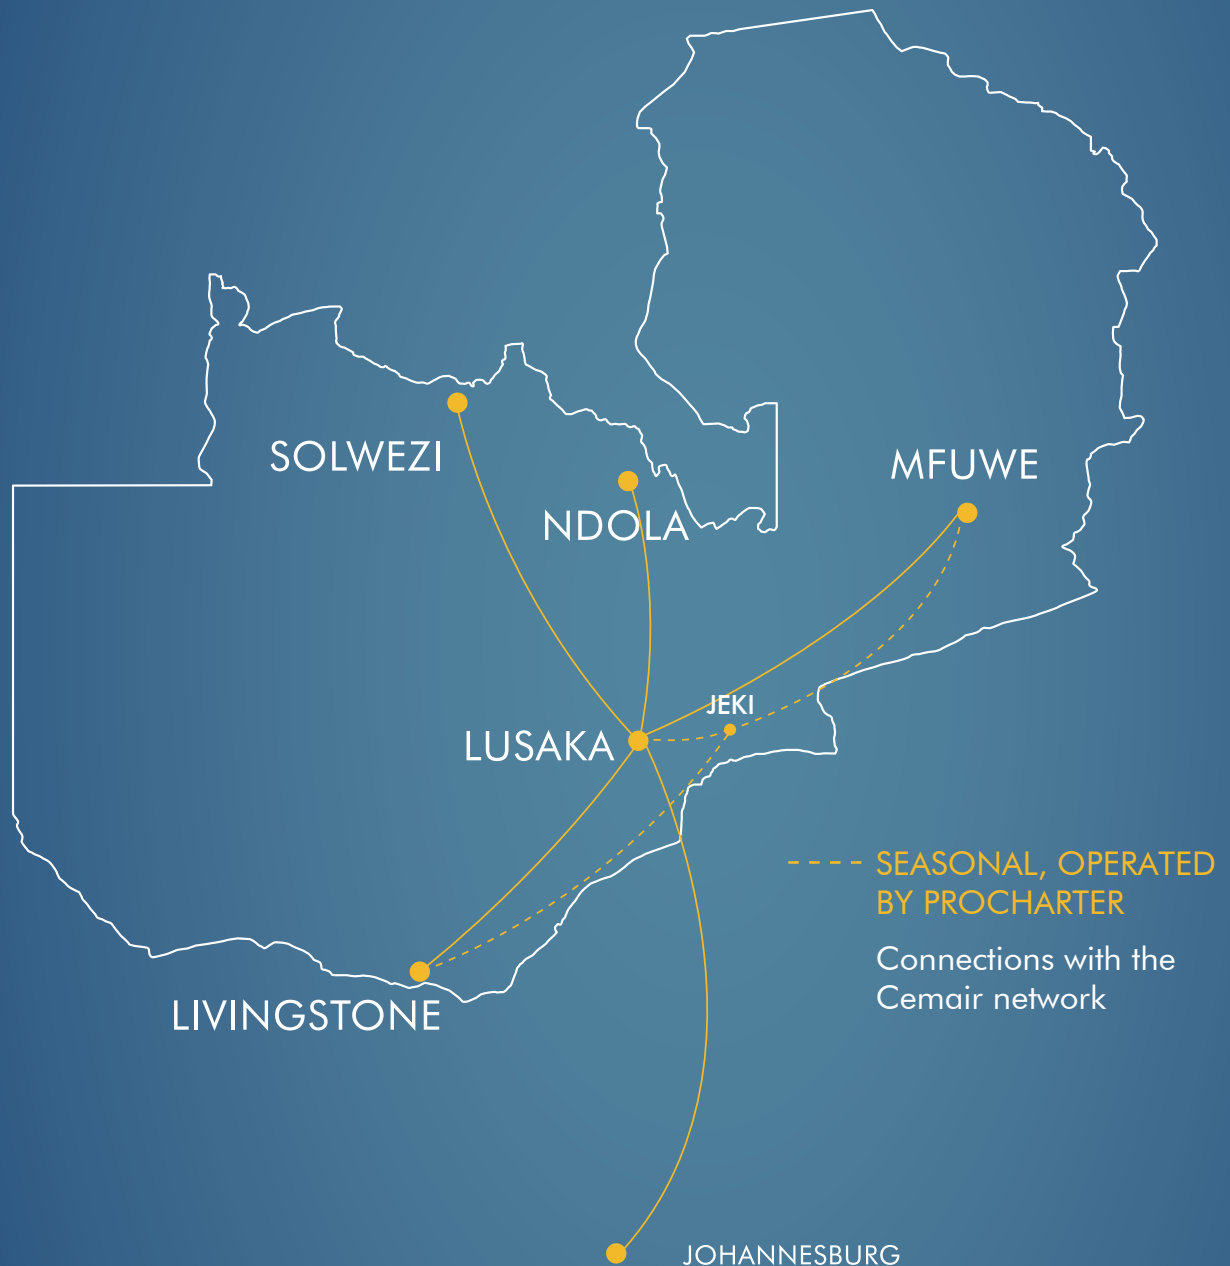 SOLWEZI
MFUWE
NDOLA
JEKI
LUSAKA
SEASONAL, OPERATED
BY PROCHARTER
Connections with the
Cemair network
LIVINGSTONE
JOHANNESBURG